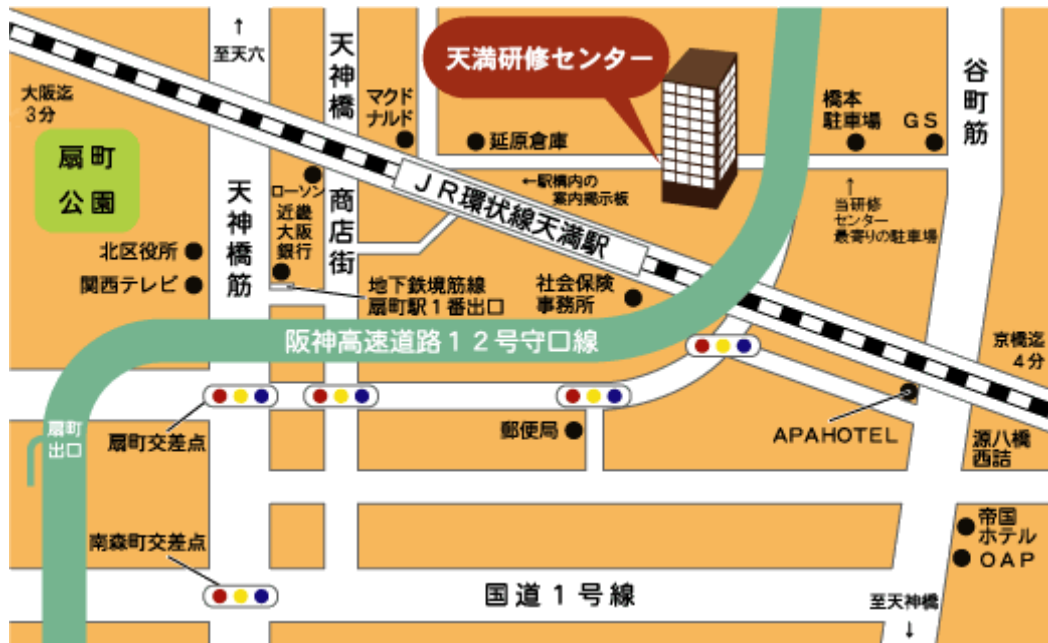 ↑
至天六
天神橋
マクド
ナルド
天満研修センター
谷町筋
大阪迄
3分
扇町
公園
延原倉庫
橋本
駐車場
GS
ローソン
近畿
大阪
銀行
天神橋筋
商店街
JR環状線天満駅
←駅構内の
案内掲示板
↑
当研修
センター
最寄りの駐車場
北区役所
関西テレビ
地下鉄境筋線
扇町駅1番出口
社会保険
事務所
阪神高速道路12号守口線
京橋迄
4分
扇町
出口
扇町交差点
郵便局
APAHOTEL
源八橋
西詰
南森町交差点
国道1号線
帝国
ホテル
OAP
至天神橋
↓